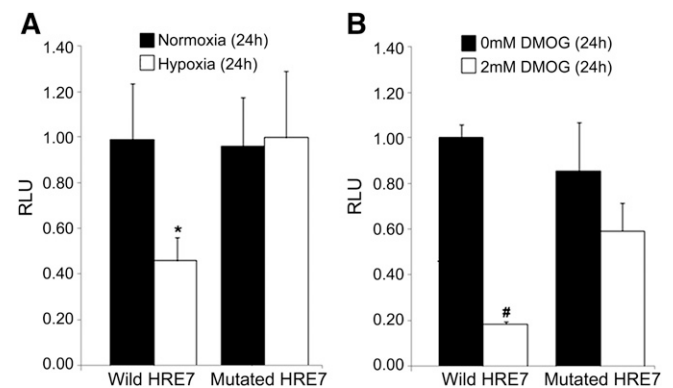 A
Normoxia (24h)
Hypoxia (24h)
RLU
1.40
1.20
1.00
0.80
0.60
0.40
0.20
0.00
*
Wild HRE7 Mutated HRE7
B
0mM DMOG (24h)
2mM DMOG (24h)
RLU
1.40
1.20
1.00
0.80
0.60
0.40
0.20
0.00
#
Wild HRE7 Mutated HRE7